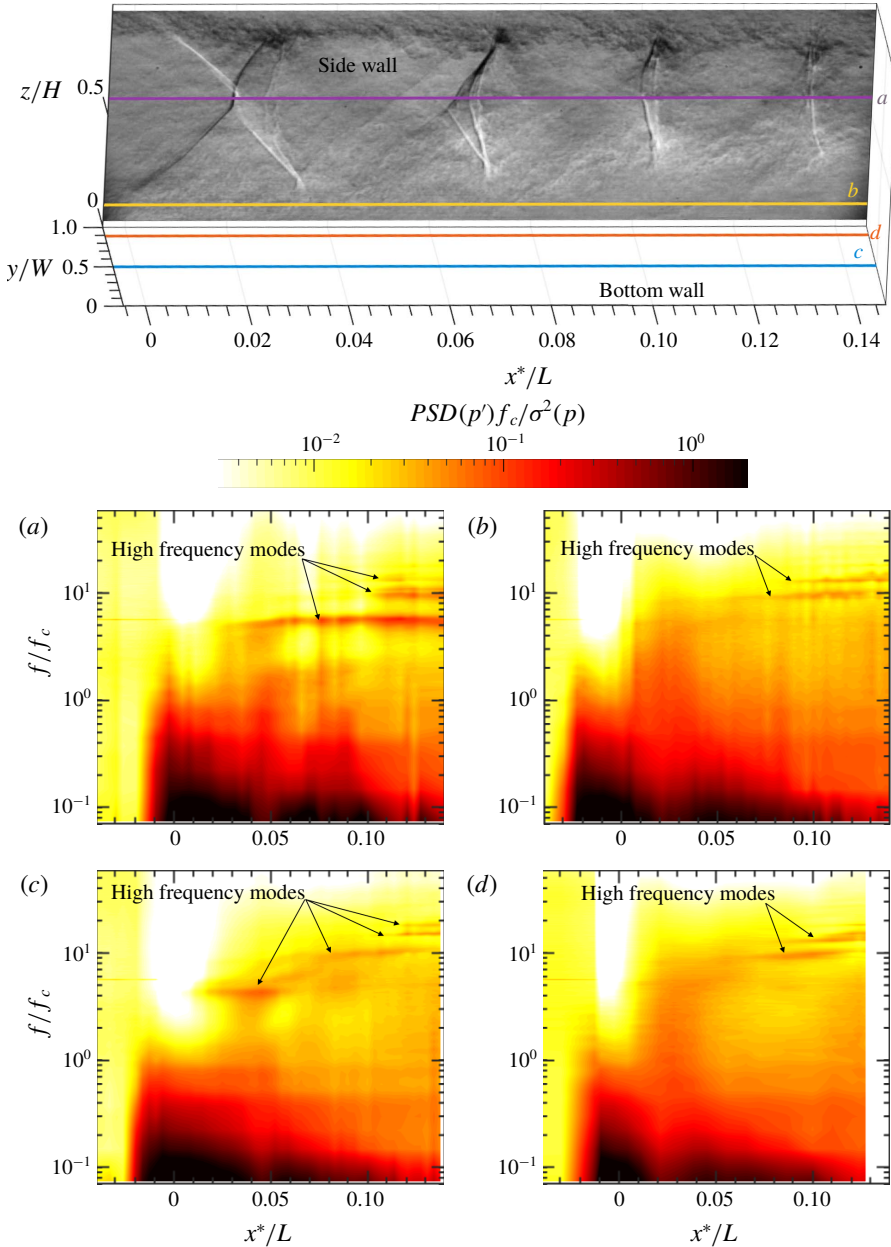 Side wall
z/H
0.5
a
0
b
1.0
d
y/W
0.5
c
0
Bottom wall
0
0.02
0.04
0.06
0.08
0.10
0.12
0.14
x*/L
PSD(p′) f_c/σ²(p)
10⁻²
10⁻¹
10⁰
(a)
High frequency modes
f/f_c
10¹
10⁰
10⁻¹
0
0.05
0.10
(b)
High frequency modes
10¹
10⁰
10⁻¹
0
0.05
0.10
(c)
High frequency modes
f/f_c
10¹
10⁰
10⁻¹
0
0.05
0.10
x*/L
(d)
High frequency modes
10¹
10⁰
10⁻¹
0
0.05
0.10
x*/L